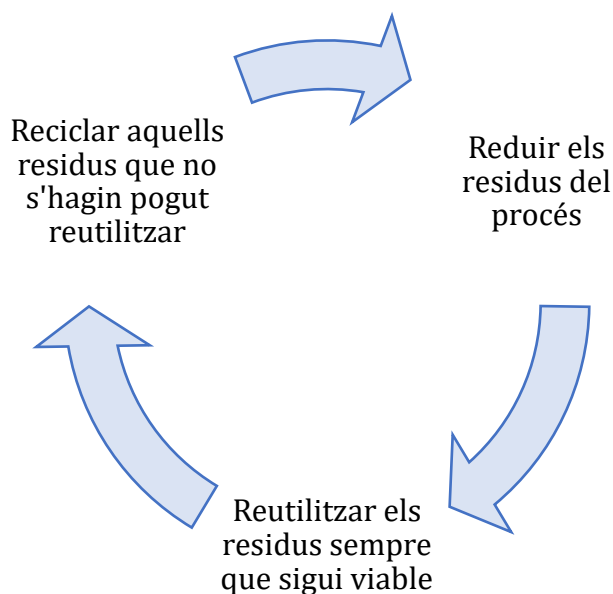 Reciclar aquells
residus que no
s'hagin pogut
reutilitzar
Reduir els
residus del
procés
Reutilitzar els
residus sempre
que sigui viable